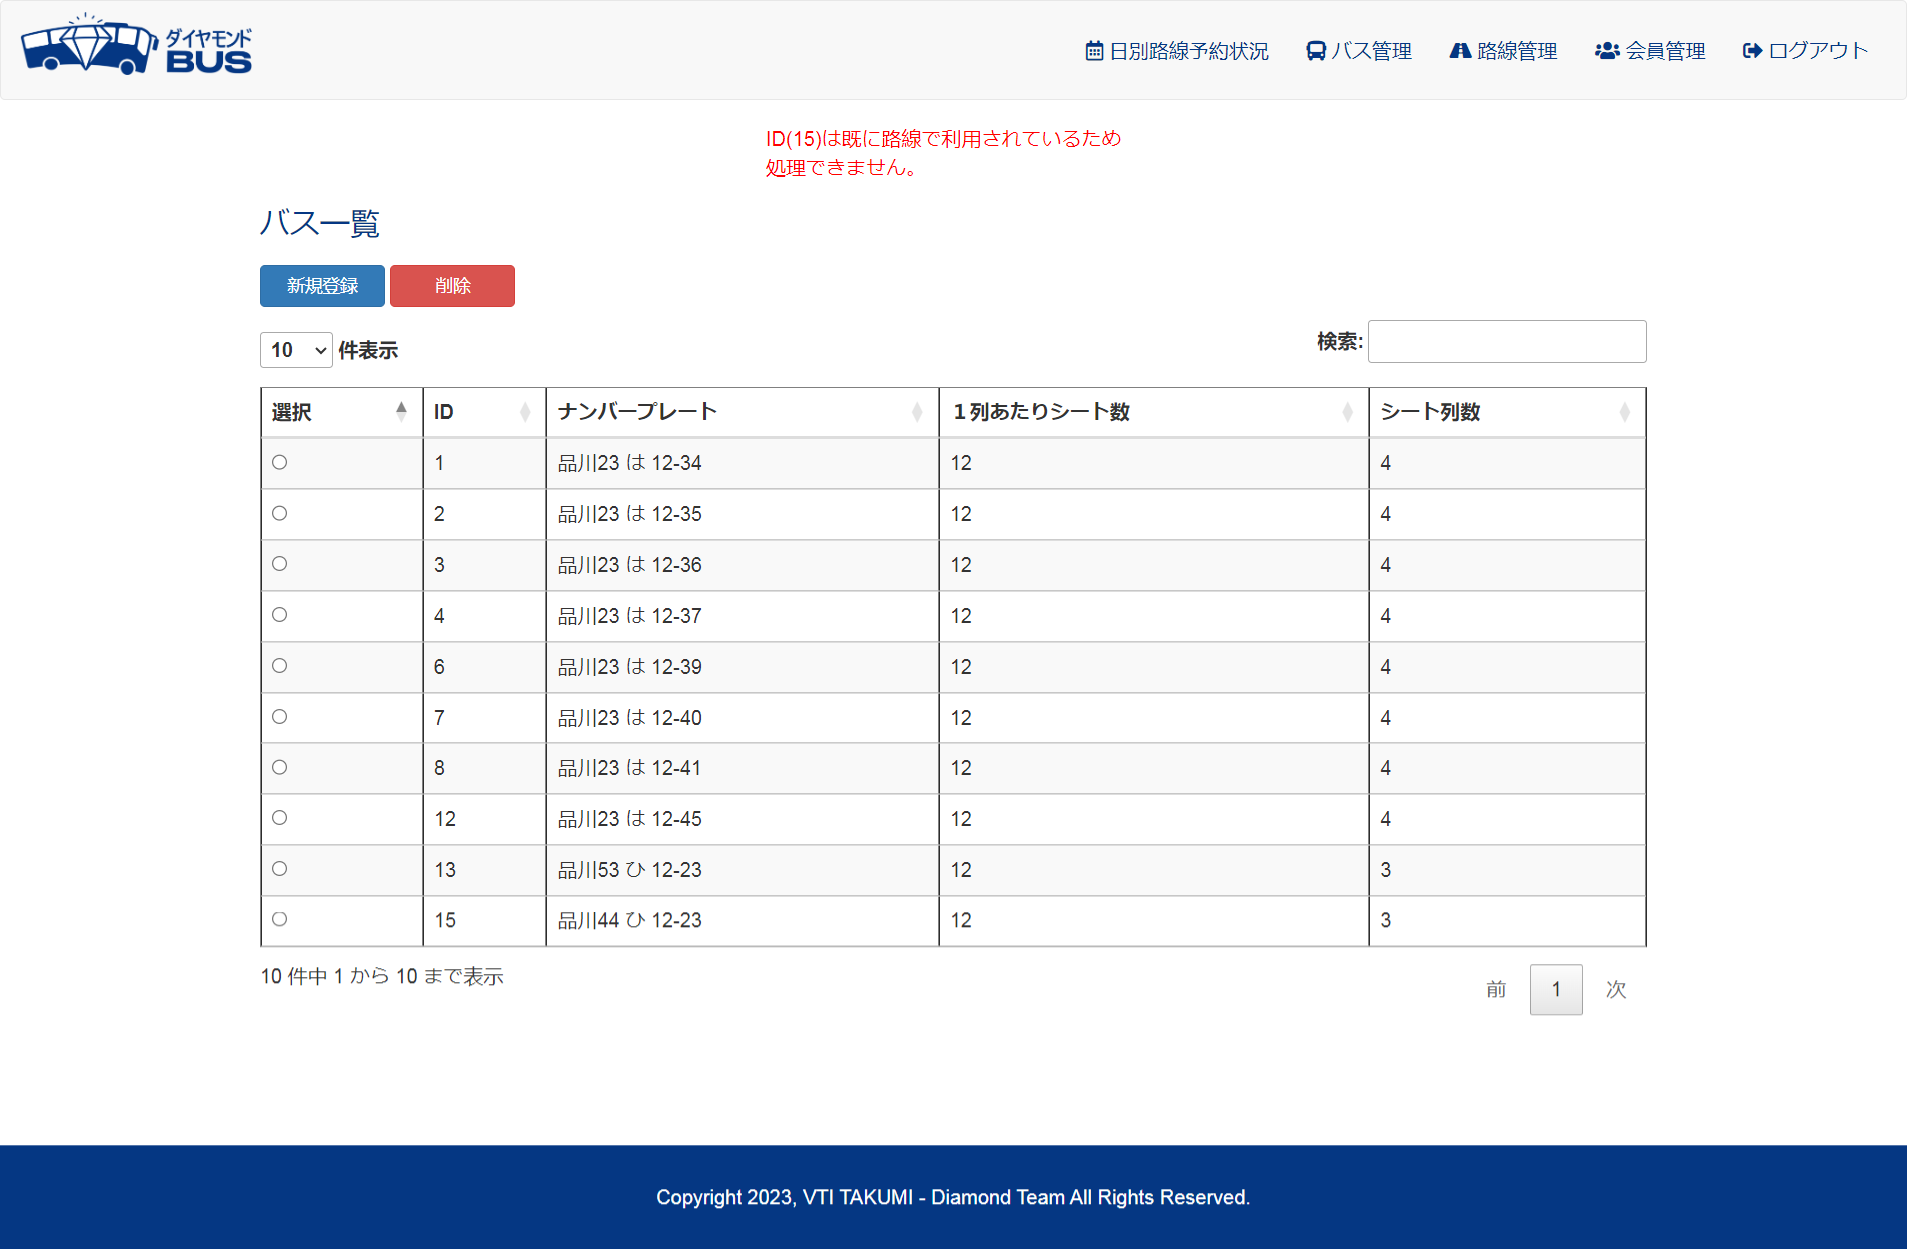 ダイヤモンド
BUS
日別路線予約状況 バス管理 路線管理 会員管理 ログアウト
ID(15)は既に路線で利用されているため
処理できません。
バス一覧
新規登録 削除
10 件表示 検索:
選択 ID ナンバープレート １列あたりシート数 シート列数
1 品川23 は 12-34 12 4
2 品川23 は 12-35 12 4
3 品川23 は 12-36 12 4
4 品川23 は 12-37 12 4
6 品川23 は 12-39 12 4
7 品川23 は 12-40 12 4
8 品川23 は 12-41 12 4
12 品川23 は 12-45 12 4
13 品川53 ひ 12-23 12 3
15 品川44 ひ 12-23 12 3
10 件中 1 から 10 まで表示
前 1 次
Copyright 2023, VTI TAKUMI - Diamond Team All Rights Reserved.